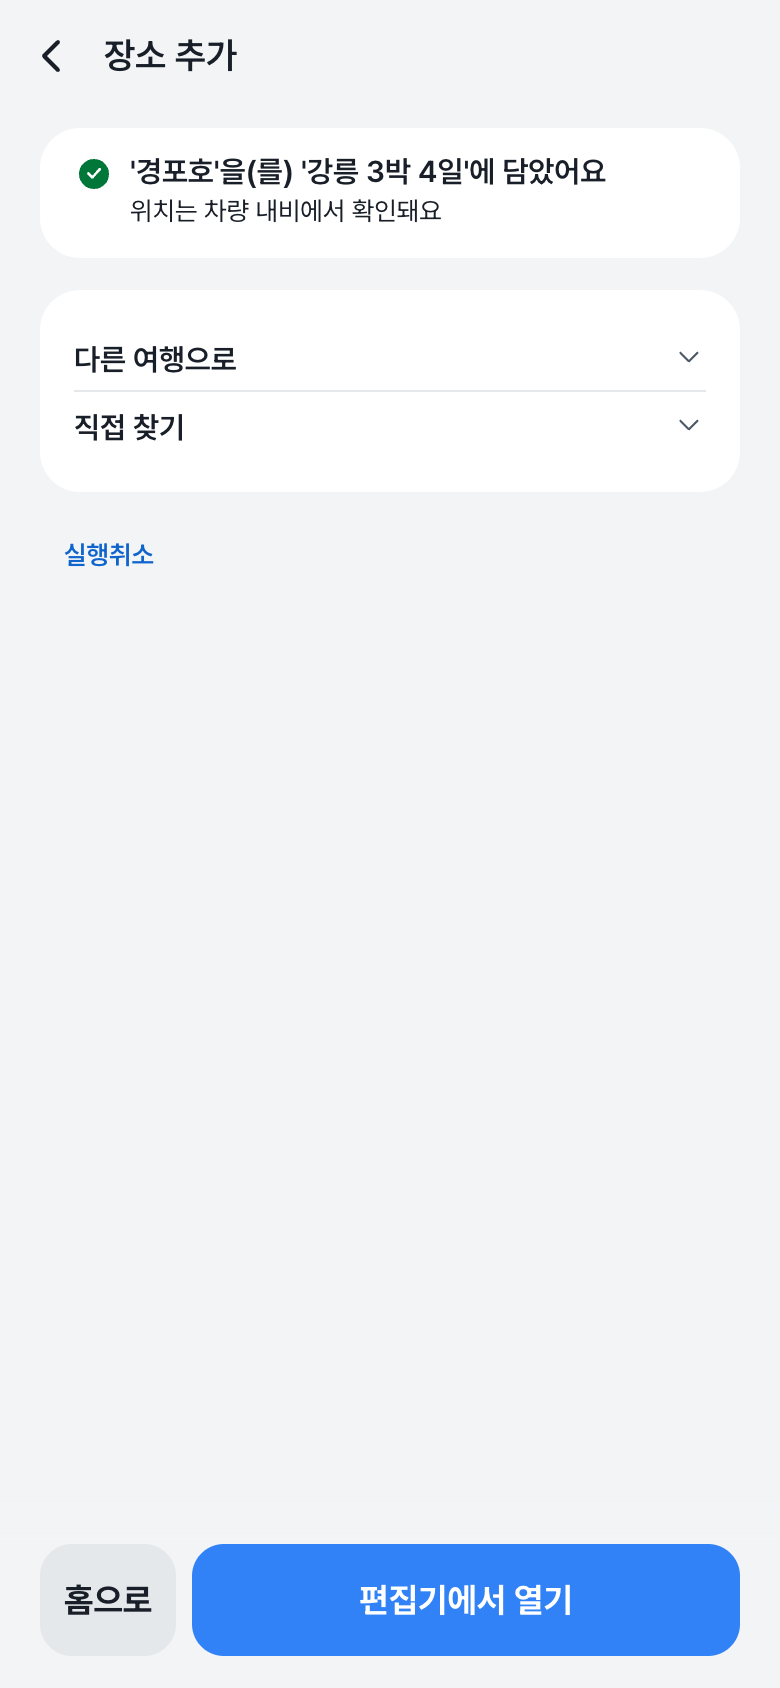 장소 추가
'경포호'을(를) '강릉 3박 4일'에 담았어요
위치는 차량 내비에서 확인돼요
다른 여행으로
직접 찾기
실행취소
홈으로
편집기에서 열기